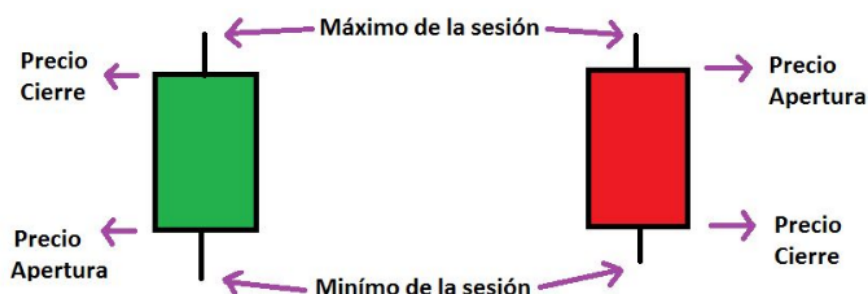 Máximo de la sesión
Precio
Cierre
Precio
Apertura
Precio
Apertura
Precio
Cierre
Minímo de la sesión